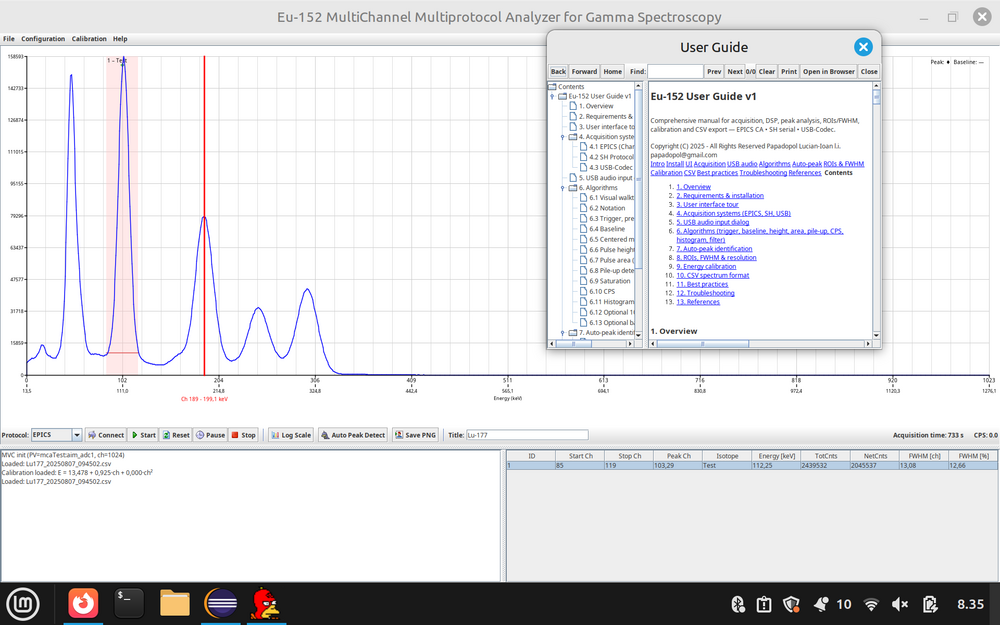 Eu-152 MultiChannel Multiprotocol Analyzer for Gamma Spectroscopy
File Configuration Calibration Help
158593
142733
126874
111015
95155
79296
63437
47577
31718
15859
0
1 – Test
Peak: ♦ Baseline: —
0 102 204 306 409 511 613 716 818 920 1023
13,5 111,0 214,8 324,8 442,4 565,1 694,1 830,8 972,4 1120,3 1276,1
Ch 189 - 199,1 keV
Energy (keV)
User Guide
Back Forward Home Find: Prev Next 0/0 Clear Print Open in Browser Close
Contents
Eu-152 User Guide v1
1. Overview
2. Requirements &
3. User interface to
4. Acquisition syste
4.1 EPICS (Char
4.2 SH Protocol
4.3 USB-Codec
5. USB audio input
6. Algorithms
6.1 Visual walkt
6.2 Notation
6.3 Trigger, pre
6.4 Baseline
6.5 Centered m
6.6 Pulse heigh
6.7 Pulse area (
6.8 Pile-up dete
6.9 Saturation
6.10 CPS
6.11 Histogram
6.12 Optional 1
6.13 Optional b
7. Auto-peak identi
Eu-152 User Guide v1
Comprehensive manual for acquisition, DSP, peak analysis, ROIs/FWHM,
calibration and CSV export — EPICS CA • SH serial • USB-Codec.
Copyright (C) 2025 - All Rights Reserved Papadopol Lucian-Ioan l.i.
papadopol@gmail.com
Intro Install UI Acquisition USB audio Algorithms Auto-peak ROIs & FWHM
Calibration CSV Best practices Troubleshooting References Contents
1. 1. Overview
2. 2. Requirements & installation
3. 3. User interface tour
4. 4. Acquisition systems (EPICS, SH, USB)
5. 5. USB audio input dialog
6. 6. Algorithms (trigger, baseline, height, area, pile-up, CPS,
histogram, filter)
7. 7. Auto-peak identification
8. 8. ROIs, FWHM & resolution
9. 9. Energy calibration
10. 10. CSV spectrum format
11. 11. Best practices
12. 12. Troubleshooting
13. 13. References
1. Overview
Protocol: EPICS Connect Start Reset Pause Stop Log Scale Auto Peak Detect Save PNG Title: Lu-177 Acquisition time: 733 s CPS: 0.0
MVC init (PV=mcaTest:aim_adc1, ch=1024)
Loaded: Lu177_20250807_094502.csv
Calibration loaded: E = 13,478 + 0,925·ch + 0,000·ch²
Loaded: Lu177_20250807_094502.csv
ID Start Ch Stop Ch Peak Ch Isotope Energy [keV] TotCnts NetCnts FWHM [ch] FWHM [%]
1 85 119 103,29 Test 112,25 2439532 2045537 13,08 12,66
10
8.35